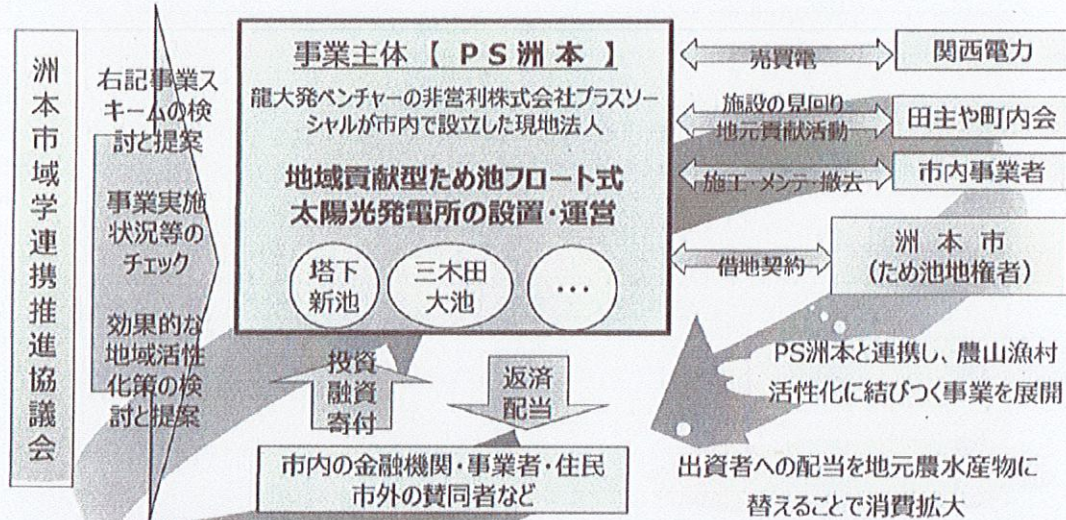 洲本市域学連携推進協議会
右記事業ス
キームの検
討と提案
事業実施
状況等の
チェック
効果的な
地域活性
化策の検
討と提案
事業主体 【 PS洲本 】
龍大発ベンチャーの非営利株式会社プラスソー
シャルが市内で設立した現地法人
地域貢献型ため池フロート式
太陽光発電所の設置・運営
塔下
新池
三木田
大池
…
売買電
関西電力
施設の見回り
地元貢献活動
田主や町内会
施工・メンテ・撤去
市内事業者
借地契約
洲 本 市
(ため池地権者)
投資
融資
寄付
返済
配当
市内の金融機関・事業者・住民
市外の賛同者など
PS洲本と連携し、農山漁村
活性化に結びつく事業を展開
出資者への配当を地元農水産物に
替えることで消費拡大